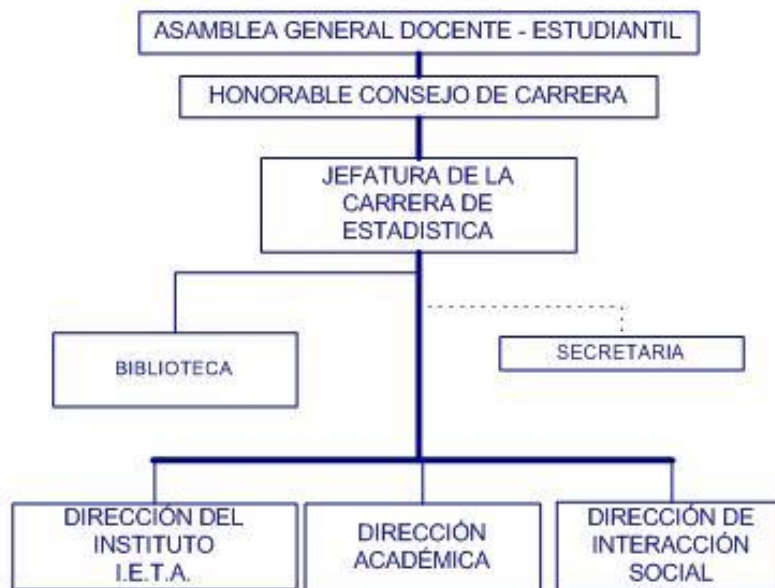 ASAMBLEA GENERAL DOCENTE - ESTUDIANTIL
HONORABLE CONSEJO DE CARRERA
JEFATURA DE LA
CARRERA DE
ESTADISTICA
BIBLIOTECA
SECRETARIA
DIRECCIÓN DEL
INSTITUTO
I.E.T.A.
DIRECCIÓN
ACADÉMICA
DIRECCIÓN DE
INTERACCIÓN
SOCIAL